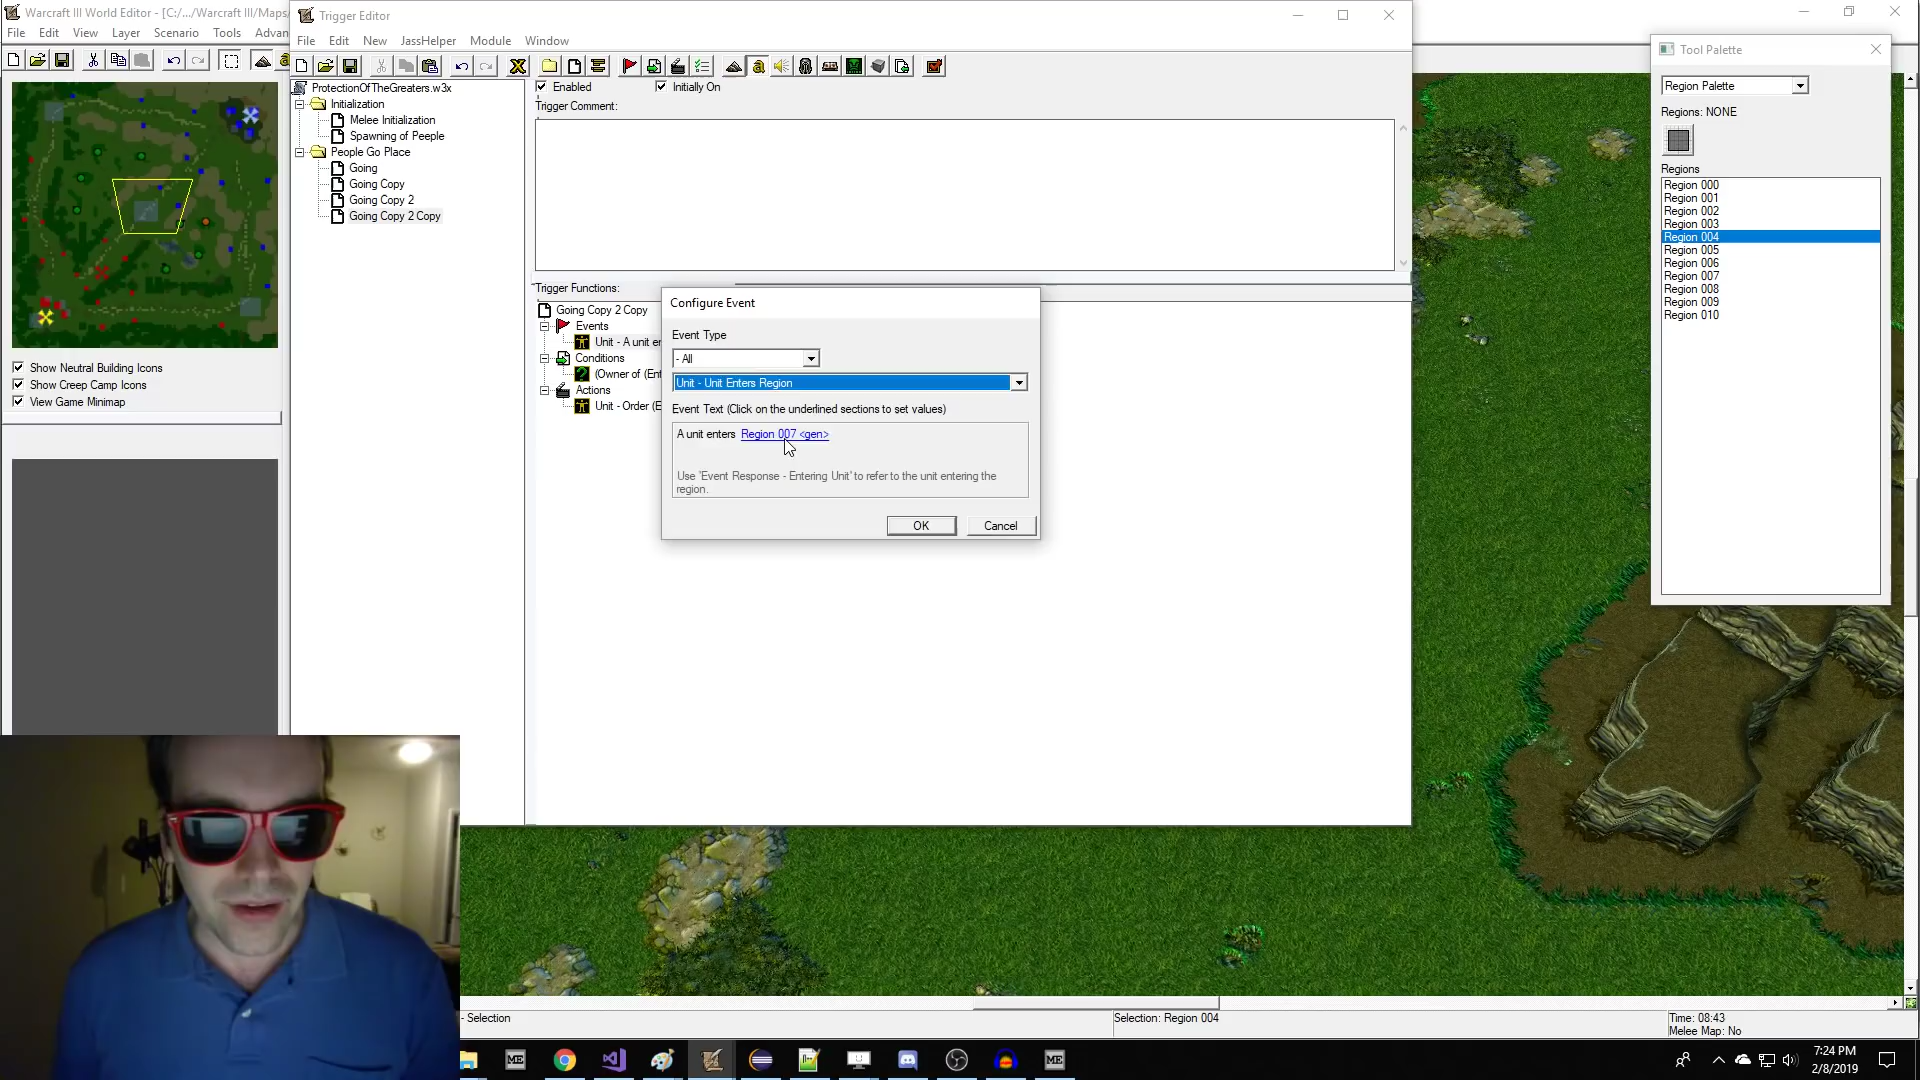 Warcraft III World Editor - [C:/.../Warcraft III/Maps/
File Edit View Layer Scenario Tools Advan
Show Neutral Building Icons
Show Creep Camp Icons
View Game Minimap
Trigger Editor
File Edit New JassHelper Module Window
ProtectionOfTheGreaters.w3x
Initialization
Melee Initialization
Spawning of Peeple
People Go Place
Going
Going Copy
Going Copy 2
Going Copy 2 Copy
Enabled
Initially On
Trigger Comment:
Trigger Functions:
Going Copy 2 Copy
Events
Unit - A unit er
Conditions
(Owner of (Ent
Actions
Unit - Order (E
Configure Event
Event Type
- All
Unit - Unit Enters Region
Event Text (Click on the underlined sections to set values)
A unit enters Region 007 <gen>
Use 'Event Response - Entering Unit' to refer to the unit entering the
region.
OK
Cancel
Tool Palette
Region Palette
Regions: NONE
Regions
Region 000
Region 001
Region 002
Region 003
Region 004
Region 005
Region 006
Region 007
Region 008
Region 009
Region 010
- Selection
Selection: Region 004
Time: 08:43
Melee Map: No
ME
ME
7:24 PM
2/8/2019